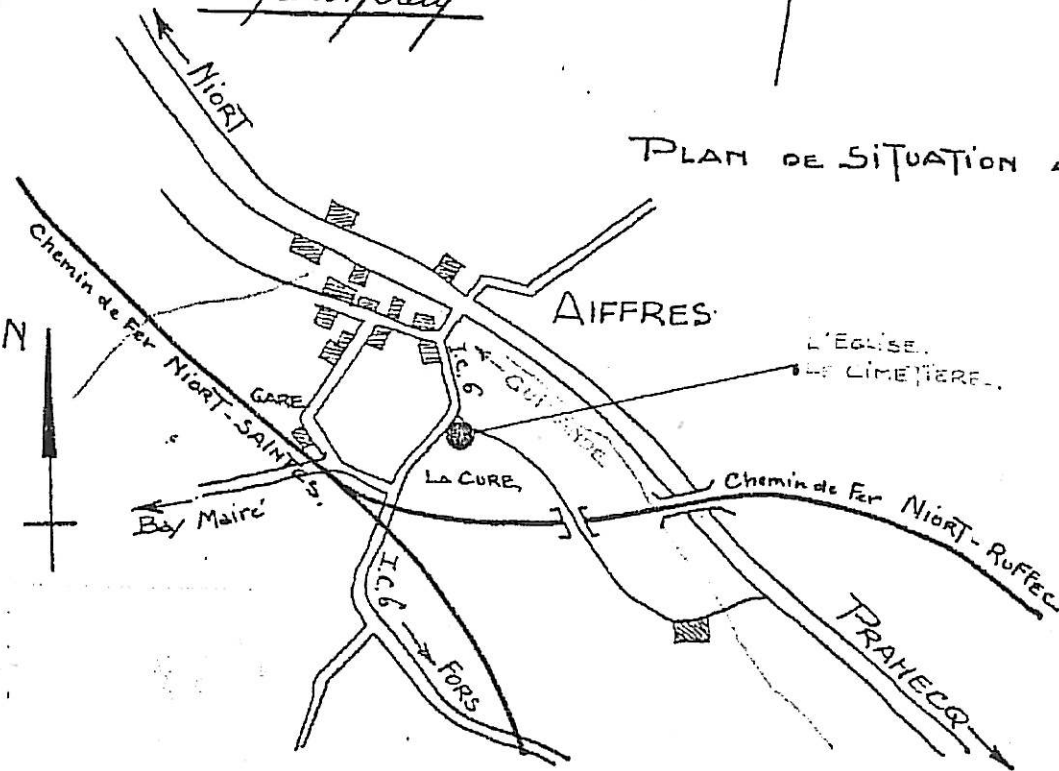 NIORT
PLAN DE SITUATION
Chemin de Fer NIORT-SAINTES.
N
AIFFRES.
L'EGLISE.
LE CIMETIERE.
I.C. 6
GARE
LA CURE
Chemin de Fer NIORT-RUFFEC
Mairé
I.C. 6
FORS
PRAHECQ